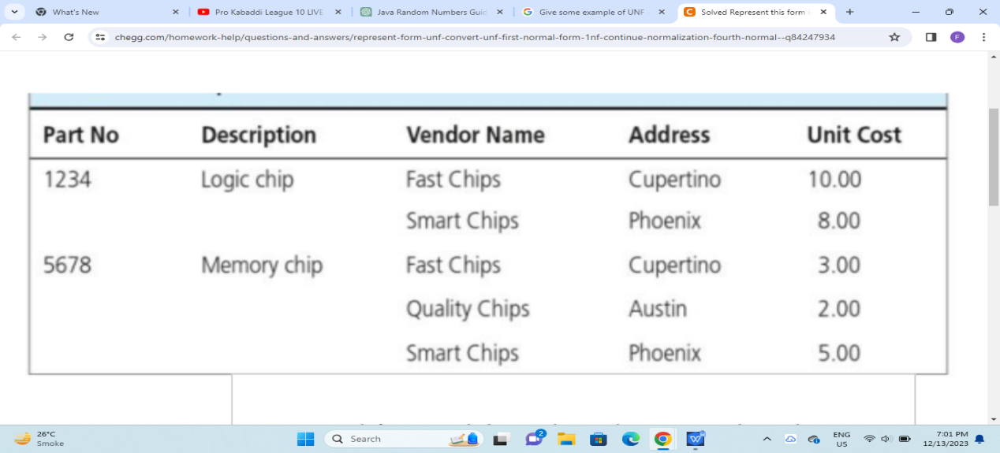 What's New
Pro Kabaddi League 10 LIVE
Java Random Numbers Guid
Give some example of UNF
Solved Represent this form i
chegg.com/homework-help/questions-and-answers/represent-form-unf-convert-unf-first-normal-form-1nf-continue-normalization-fourth-normal--q84247934
F
Part No Description Vendor Name Address Unit Cost
1234 Logic chip Fast Chips Cupertino 10.00
Smart Chips Phoenix 8.00
5678 Memory chip Fast Chips Cupertino 3.00
Quality Chips Austin 2.00
Smart Chips Phoenix 5.00
26°C
Smoke
Search
2
ENG
US
7:01 PM
12/13/2023